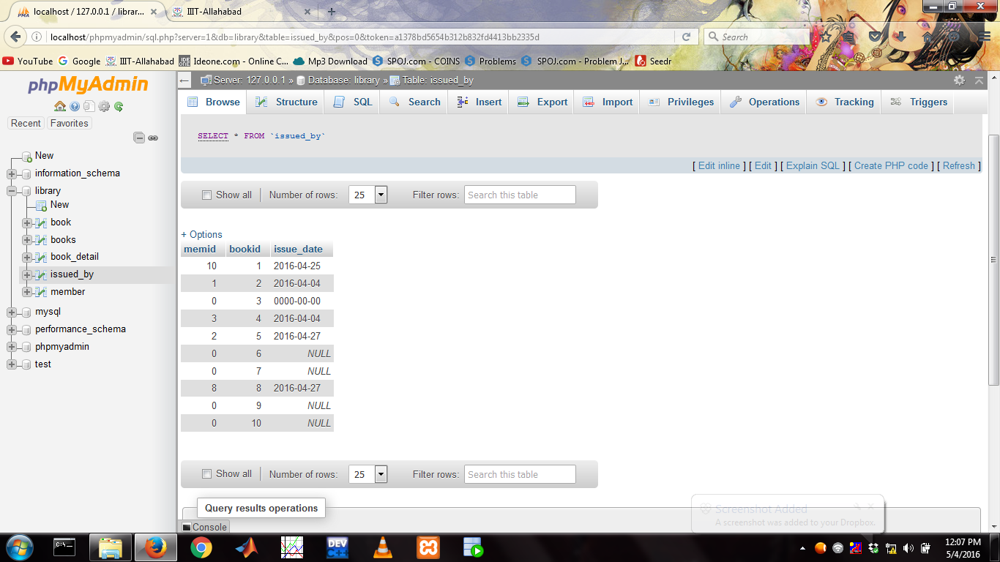 localhost / 127.0.0.1 / librar...
IIIT-Allahabad
localhost/phpmyadmin/sql.php?server=1&db=library&table=issued_by&pos=0&token=a1378bd5654b312b832fd4413bb2335d
Search
YouTube Google IIIT-Allahabad Ideone.com - Online C... Mp3 Download SPOJ.com - COINS Problems SPOJ.com - Problem J... Seedr
phpMyAdmin
Recent Favorites
New
information_schema
library
New
book
books
book_detail
issued_by
member
mysql
performance_schema
phpmyadmin
test
Server: 127.0.0.1 » Database: library » Table: issued_by
Browse Structure SQL Search Insert Export Import Privileges Operations Tracking Triggers
SELECT * FROM `issued_by`
[ Edit inline ] [ Edit ] [ Explain SQL ] [ Create PHP code ] [ Refresh ]
Show all Number of rows: 25 Filter rows: Search this table
+ Options
memid bookid issue_date
10 1 2016-04-25
1 2 2016-04-04
0 3 0000-00-00
3 4 2016-04-04
2 5 2016-04-27
0 6 NULL
0 7 NULL
8 8 2016-04-27
0 9 NULL
0 10 NULL
Show all Number of rows: 25 Filter rows: Search this table
Query results operations
Console
Screenshot Added
A screenshot was added to your Dropbox.
C:\_
DEV
C++
12:07 PM
5/4/2016